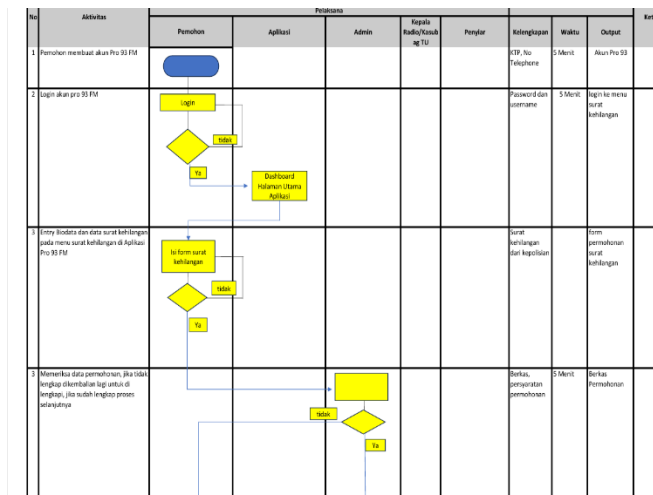 Pelaksana
No
Aktivitas
Pemohon
Aplikasi
Admin
Kepala
Radio/Kasub
ag TU
Penyiar
Kelengkapan
Waktu
Output
Ket
1
Pemohon membuat akun Pro 93 FM
KTP, No
Telephone
5 Menit
Akun Pro 93
2
Login akun pro 93 FM
Login
tidak
Ya
Dashboard
Halaman Utama
Aplikasi
Password dan
username
5 Menit
login ke menu
surat
kehilangan
3
Entry Biodata dan data surat kehilangan
pada menu surat kehilangan di Aplikasi
Pro 93 FM
Isi form surat
kehilangan
tidak
Ya
Surat
kehilangan
dari kepolisian
form
permohonan
surat
kehilangan
3
Memeriksa data permohonan, jika tidak
lengkap dikembalian lagi untuk di
lengkapi, jika sudah lengkap proses
selanjutnya
tidak
Ya
Berkas,
persyaratan
permohonan
5 Menit
Berkas
Permohonan